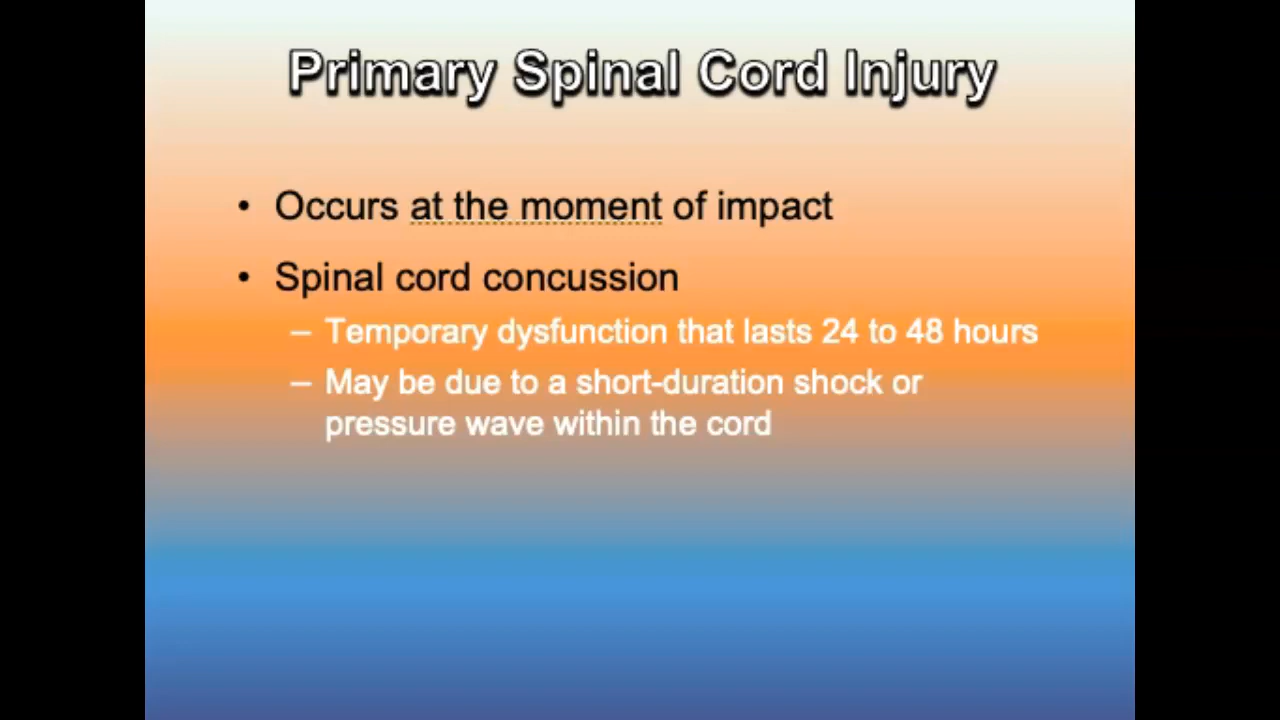 Primary Spinal Cord Injury
• Occurs at the moment of impact
• Spinal cord concussion
– Temporary dysfunction that lasts 24 to 48 hours
– May be due to a short-duration shock or
pressure wave within the cord